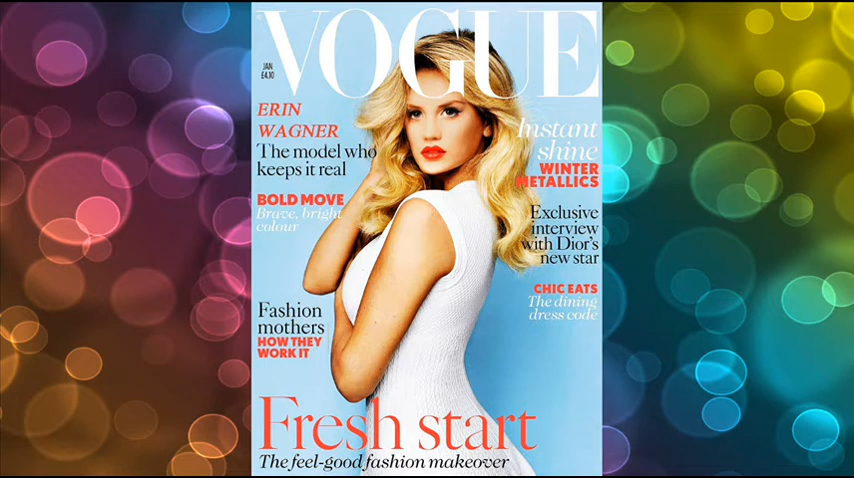 VOGUE
JAN
£4.10
ERIN
WAGNER
The model who
keeps it real
BOLD MOVE
Brave, bright
colour
Fashion
mothers
HOW THEY
WORK IT
Instant
shine
WINTER
METALLICS
Exclusive
interview
with Dior's
new star
CHIC EATS
The dining
dress code
Fresh start
The feel-good fashion makeover